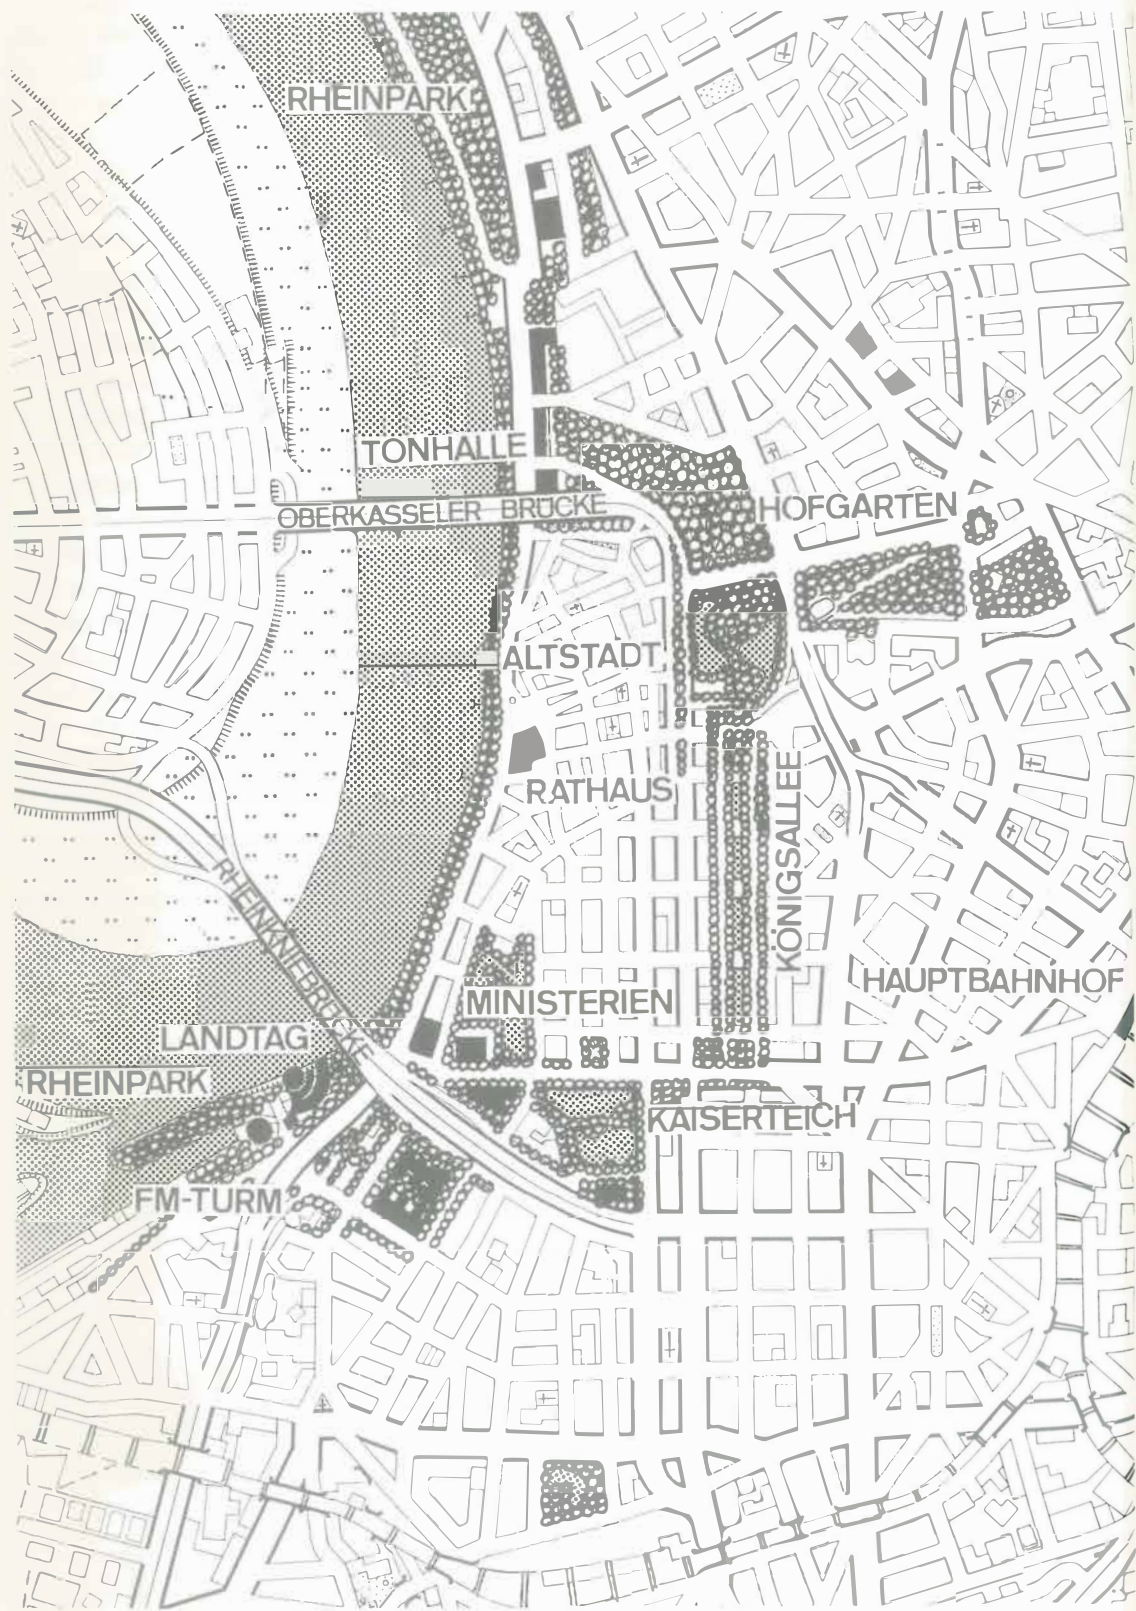 RHEINPARK
TONHALLE
OBERKASSELER BRÜCKE
HOFGARTEN
ALTSTADT
RATHAUS
KÖNIGSALLEE
RHEINKNIEBRÜCKE
HAUPTBAHNHOF
MINISTERIEN
LANDTAG
RHEINPARK
KAISERTEICH
FM-TURM